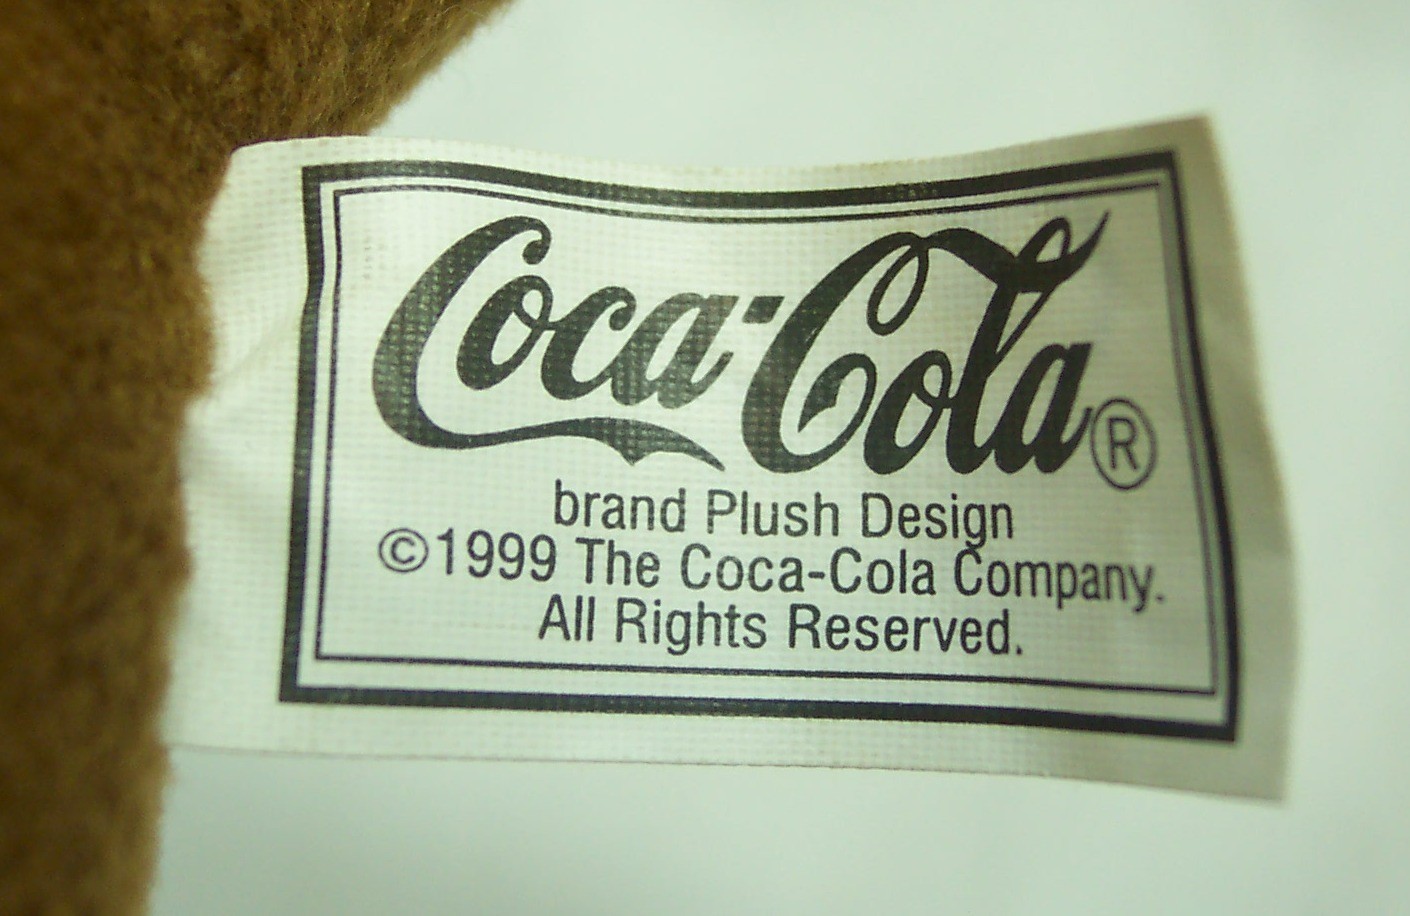 Coca-Cola®
brand Plush Design
©1999 The Coca-Cola Company.
All Rights Reserved.